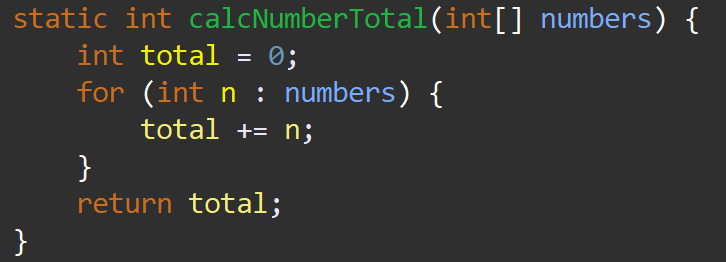 static int calcNumberTotal(int[] numbers) {
    int total = 0;
    for (int n : numbers) {
        total += n;
    }
    return total;
}